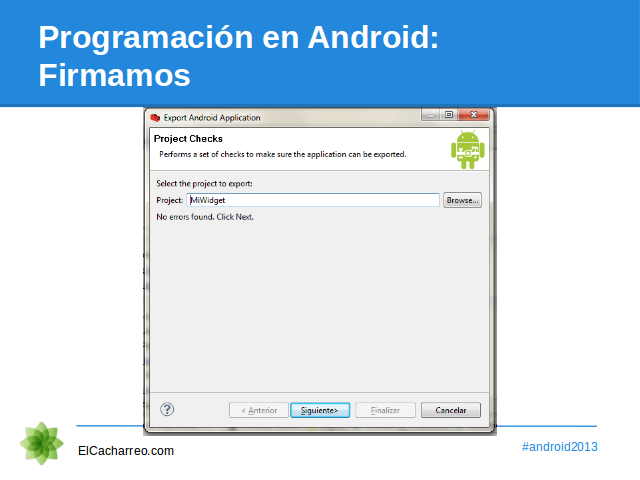 Programación en Android:
Firmamos
Export Android Application
Project Checks
Performs a set of checks to make sure the application can be exported.
Select the project to export:
Project: MiWidget Browse...
No errors found. Click Next.
< Anterior Siguiente> Finalizar Cancelar
ElCacharreo.com
#android2013